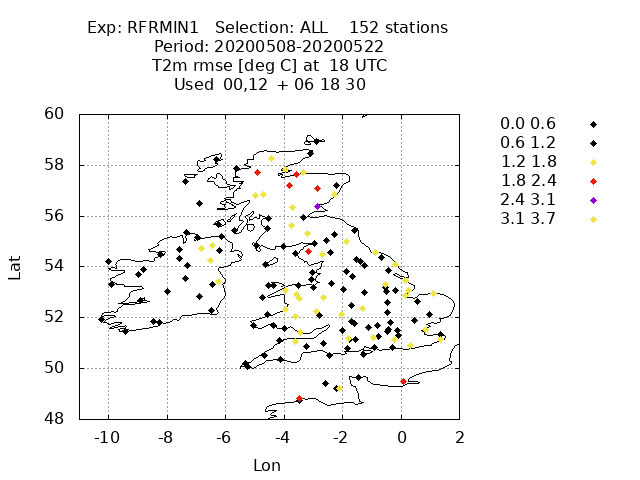 Exp: RFRMIN1 Selection: ALL 152 stations
Period: 20200508-20200522
T2m rmse [deg C] at 18 UTC
Used 00,12 + 06 18 30
60
58
56
54
52
50
48
Lat
-10 -8 -6 -4 -2 0 2
Lon
0.0 0.6
0.6 1.2
1.2 1.8
1.8 2.4
2.4 3.1
3.1 3.7